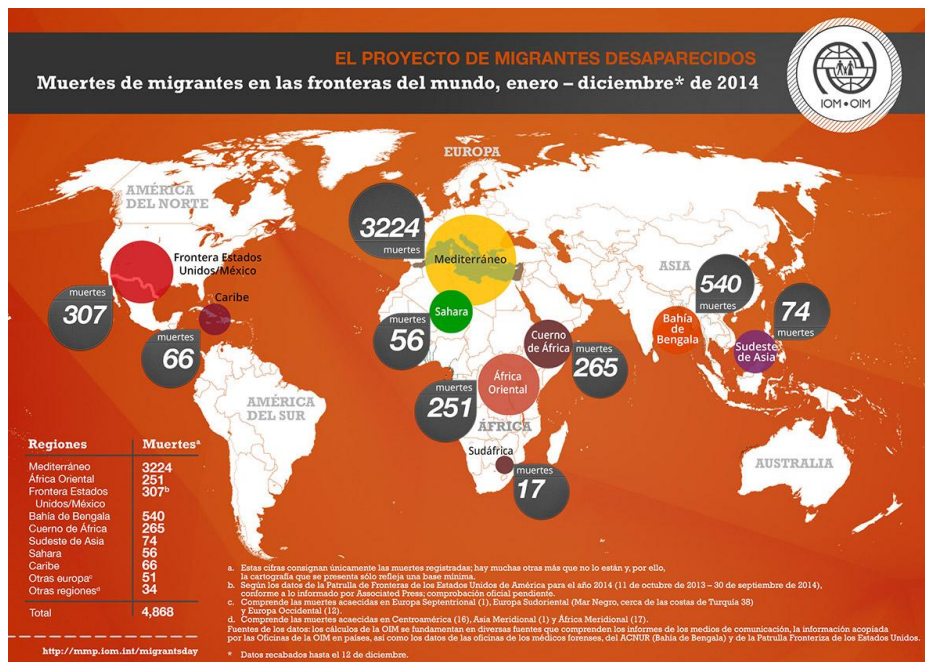 EL PROYECTO DE MIGRANTES DESAPARECIDOS
Muertes de migrantes en las fronteras del mundo, enero – diciembre* de 2014
IOM • OIM
EUROPA
AMÉRICA
DEL NORTE
3224
muertes
Mediterráneo
Frontera Estados
Unidos/México
ASIA
540
muertes
muertes
307
Caribe
muertes
66
Sahara
muertes
56
Bahía
de
Bengala
74
muertes
Sudeste
de Asia
Cuerno
de África
muertes
265
África
Oriental
muertes
251
AMÉRICA
DEL SUR
ÁFRICA
Sudáfrica
muertes
17
AUSTRALIA
Regiones Muertesª
Mediterráneo 3224
África Oriental 251
Frontera Estados 307ᵇ
Unidos/México
Bahía de Bengala 540
Cuerno de África 265
Sudeste de Asia 74
Sahara 56
Caribe 66
Otras europaᶜ 51
Otras regionesᵈ 34
Total 4,868
http://mmp.iom.int/migrantsday
a. Estas cifras consignan únicamente las muertes registradas; hay muchas otras más que no lo están y, por ello,
la cartografía que se presenta sólo refleja una base mínima.
b. Según los datos de la Patrulla de Fronteras de los Estados Unidos de América para el año 2014 (11 de octubre de 2013 – 30 de septiembre de 2014),
conforme a lo informado por Associated Press; comprobación oficial pendiente.
c. Comprende las muertes acaecidas en Europa Septentrional (1), Europa Sudoriental (Mar Negro, cerca de las costas de Turquía 38)
y Europa Occidental (12).
d. Comprende las muertes acaecidas en Centroamérica (16), Asia Meridional (1) y África Meridional (17).
Fuentes de los datos: los cálculos de la OIM se fundamentan en diversas fuentes que comprenden los informes de los medios de comunicación, la información acopiada
por las Oficinas de la OIM en países, así como los datos de las oficinas de los médicos forenses, del ACNUR (Bahía de Bengala) y de la Patrulla Fronteriza de los Estados Unidos.
* Datos recabados hasta el 12 de diciembre.